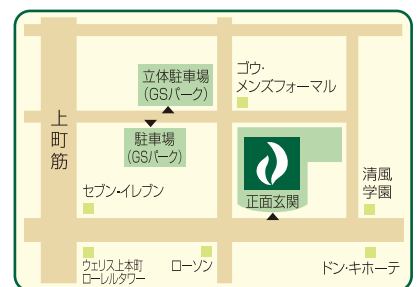 立体駐車場
(GSパーク)
ゴウ・
メンズフォーマル
上町筋
駐車場
(GSパーク)
セブン-イレブン
正面玄関
清風
学園
ウェリス上本町
ローレルタワー
ローソン
ドン・キホーテ